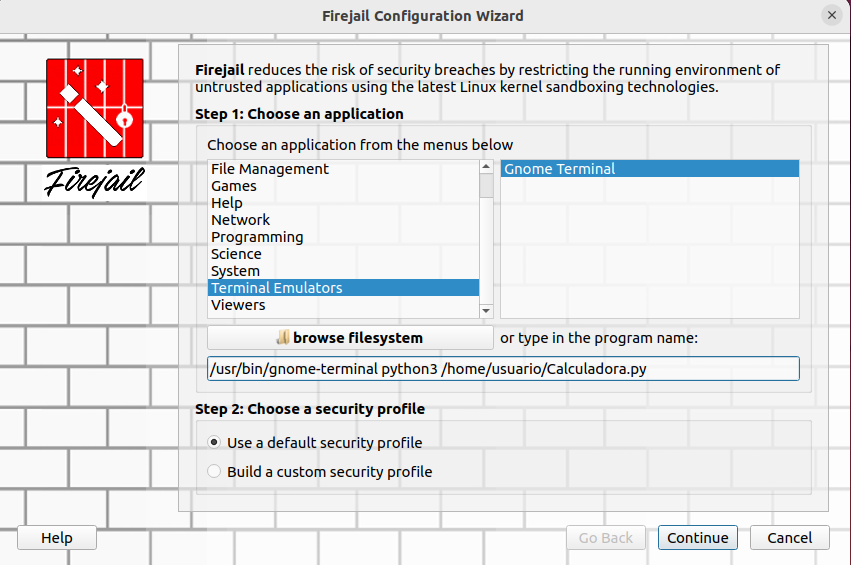 Firejail Configuration Wizard
Firejail reduces the risk of security breaches by restricting the running environment of
untrusted applications using the latest Linux kernel sandboxing technologies.
Firejail
Step 1: Choose an application
Choose an application from the menus below
File Management
Games
Help
Network
Programming
Science
System
Terminal Emulators
Viewers
Gnome Terminal
browse filesystem
or type in the program name:
/usr/bin/gnome-terminal python3 /home/usuario/Calculadora.py
Step 2: Choose a security profile
Use a default security profile
Build a custom security profile
Help
Go Back
Continue
Cancel